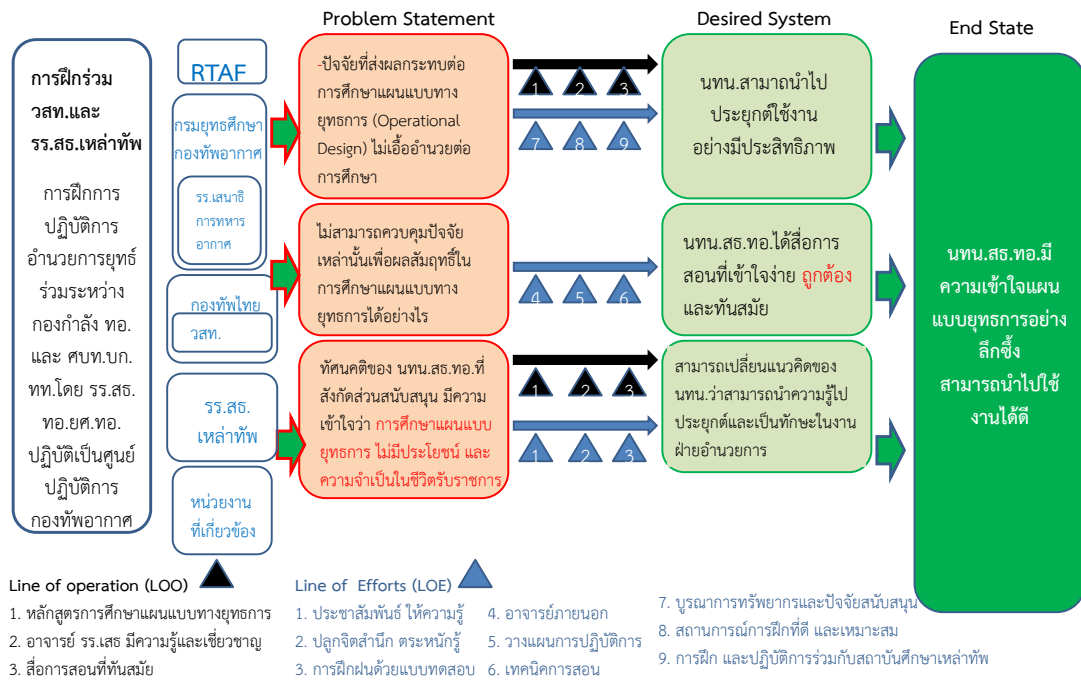 Problem Statement
Desired System
End State
การฝึกร่วม
วสท.และ
รร.สธ.เหล่าทัพ
การฝึกการ
ปฏิบัติการ
อำนวยการยุทธ์
ร่วมระหว่าง
กองกำลัง ทอ.
และ ศบท.บก.
ทท.โดย รร.สธ.
ทอ.ยศ.ทอ.
ปฏิบัติเป็นศูนย์
ปฏิบัติการ
กองทัพอากาศ
RTAF
กรมยุทธศึกษา
กองทัพอากาศ
รร.เสนาธิ
การทหาร
อากาศ
กองทัพไทย
วสท.
รร.สธ.
เหล่าทัพ
หน่วยงาน
ที่เกี่ยวข้อง
-ปัจจัยที่ส่งผลกระทบต่อ
การศึกษาแผนแบบทาง
ยุทธการ (Operational
Design) ไม่เอื้ออำนวยต่อ
การศึกษา
1 2 3
7 8 9
นทน.สามาถนำไป
ประยุกต์ใช้งาน
อย่างมีประสิทธิภาพ
ไม่สามารถควบคุมปัจจัย
เหล่านั้นเพื่อผลสัมฤทธิ์ใน
การศึกษาแผนแบบทาง
ยุทธการได้อย่างไร
4 5 6
นทน.สธ.ทอ.ได้สื่อการ
สอนที่เข้าใจง่าย ถูกต้อง
และทันสมัย
ทัศนคติของ นทน.สธ.ทอ.ที่
สังกัดส่วนสนับสนุน มีความ
เข้าใจว่า การศึกษาแผนแบบ
ยุทธการ ไม่มีประโยชน์ และ
ความจำเป็นในชีวิตรับราชการ
1 2 3
1 2 3
สามารถเปลี่ยนแนวคิดของ
นทน.ว่าสามารถนำความรู้ไป
ประยุกต์และเป็นทักษะในงาน
ฝ่ายอำนวยการ
นทน.สธ.ทอ.มี
ความเข้าใจแผน
แบบยุทธการอย่าง
ลึกซึ้ง
สามารถนำไปใช้
งานได้ดี
Line of operation (LOO)
1. หลักสูตรการศึกษาแผนแบบทางยุทธการ
2. อาจารย์ รร.เสธ มีความรู้และเชี่ยวชาญ
3. สื่อการสอนที่ทันสมัย
Line of Efforts (LOE)
1. ประชาสัมพันธ์ ให้ความรู้
2. ปลูกจิตสำนึก ตระหนักรู้
3. การฝึกฝนด้วยแบบทดสอบ
4. อาจารย์ภายนอก
5. วางแผนการปฏิบัติการ
6. เทคนิคการสอน
7. บูรณาการทรัพยากรและปัจจัยสนับสนุน
8. สถานการณ์การฝึกที่ดี และเหมาะสม
9. การฝึก และปฏิบัติการร่วมกับสถาบันศึกษาเหล่าทัพ